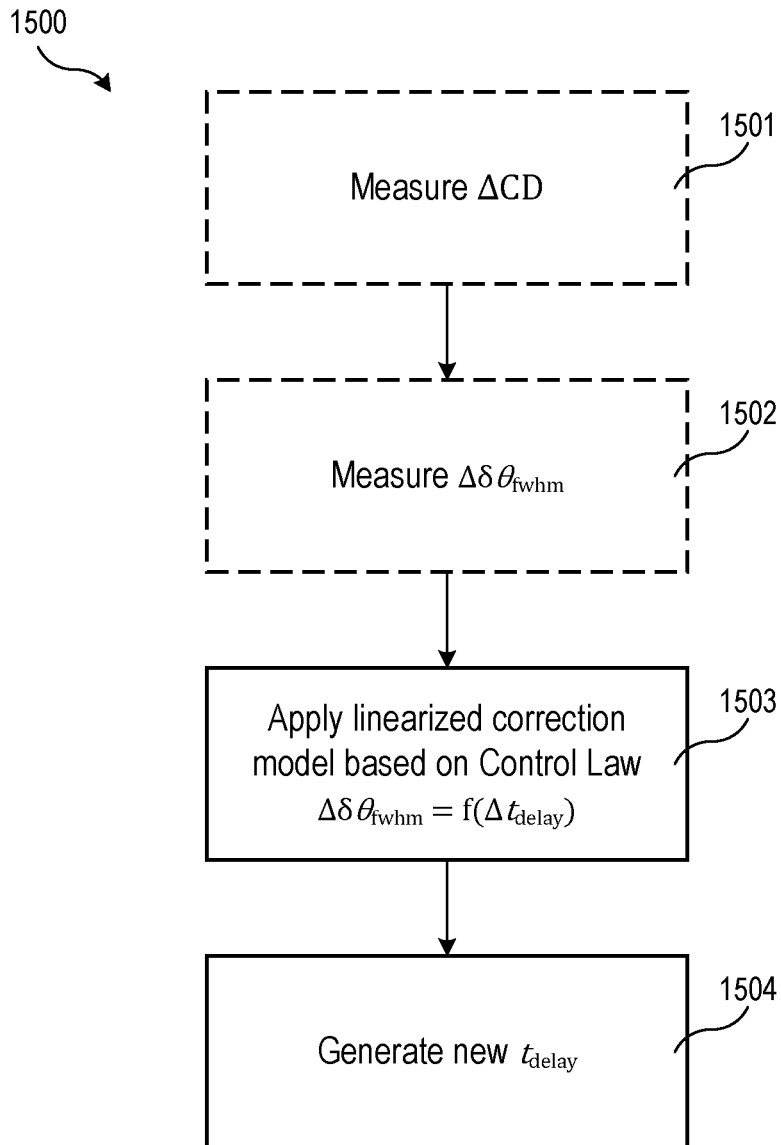 1500
1501
Measure ΔCD
1502
Measure Δδθfwhm
1503
Apply linearized correction
model based on Control Law
Δδθfwhm = f(Δtdelay)
1504
Generate new tdelay